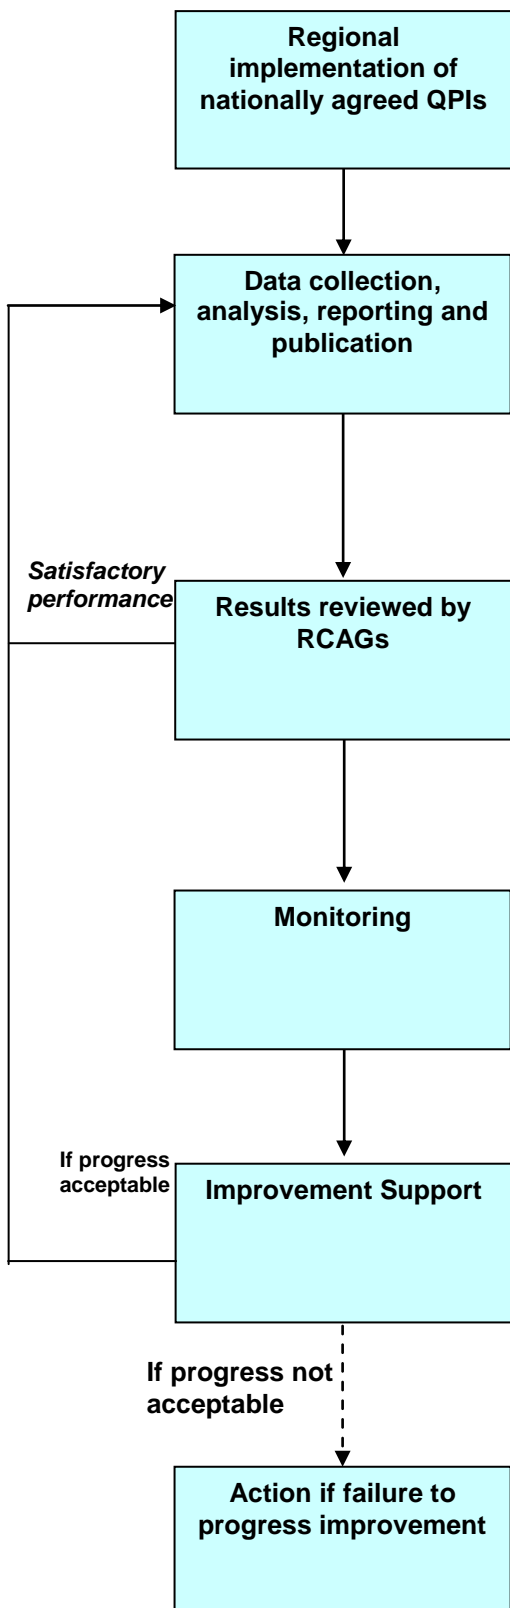 Regional
implementation of
nationally agreed QPIs
Data collection,
analysis, reporting and
publication
Satisfactory
performance
Results reviewed by
RCAGs
Monitoring
If progress
acceptable
Improvement Support
If progress not
acceptable
Action if failure to
progress improvement